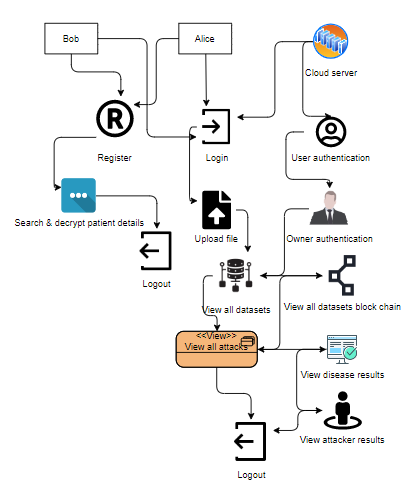 Bob
Alice
Cloud server
R
Register
Login
User authentication
Search & decrypt patient details
Upload file
Owner authentication
Logout
View all datasets
View all datasets block chain
<<View>>
View all attacks
View disease results
View attacker results
Logout